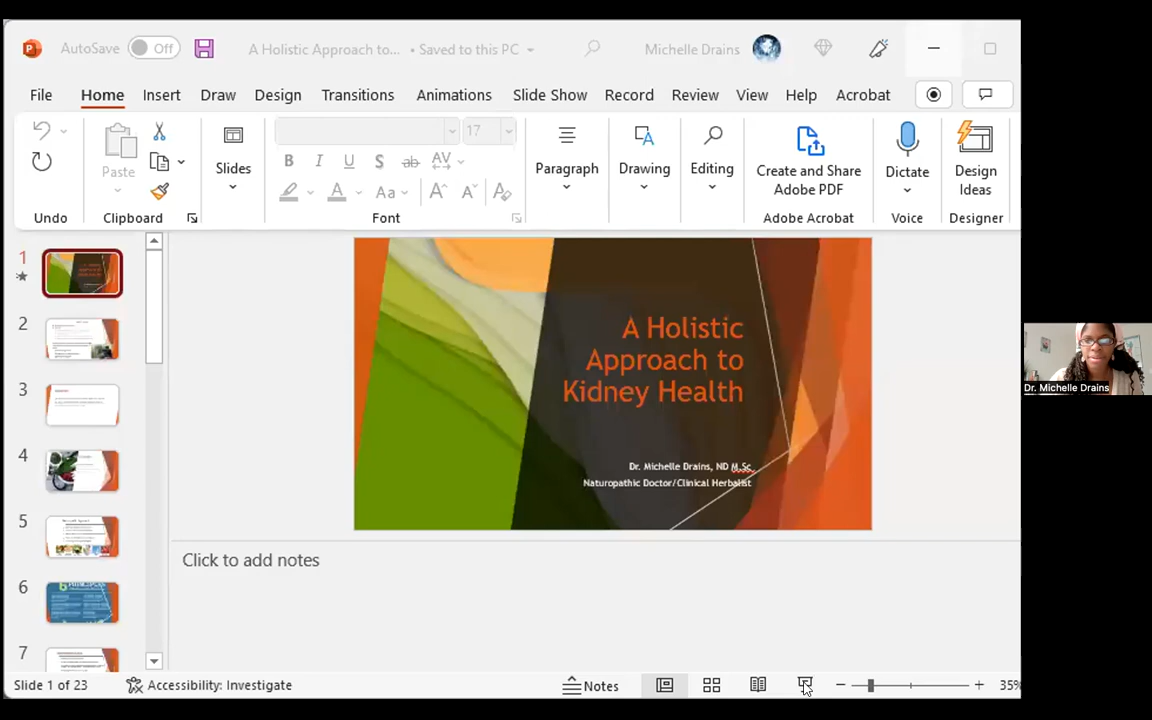 AutoSave Off A Holistic Approach to... • Saved to this PC Michelle Drains
File Home Insert Draw Design Transitions Animations Slide Show Record Review View Help Acrobat
17
Paste
Slides
B I U S ab AV
Aa A A
Paragraph
Drawing
Editing
Create and Share
Adobe PDF
Dictate
Design
Ideas
Undo Clipboard Font Adobe Acrobat Voice Designer
1
2
3
4
5
6
7
A Holistic
Approach to
Kidney Health
Dr. Michelle Drains, ND M.Sc.
Naturopathic Doctor/Clinical Herbalist
Dr. Michelle Drains
Click to add notes
Slide 1 of 23 Accessibility: Investigate Notes 35%